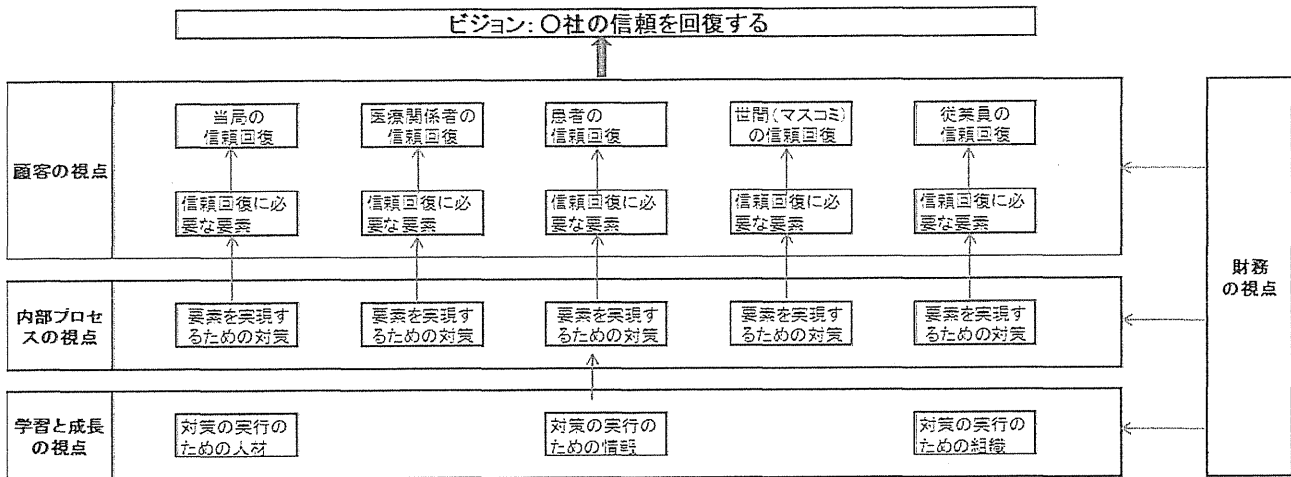 ビジョン: 〇社の信頼を回復する
顧客の視点
当局の
信頼回復
医療関係者の
信頼回復
患者の
信頼回復
世間(マスコミ)
の信頼回復
従業員の
信頼回復
信頼回復に必
要な要素
信頼回復に必
要な要素
信頼回復に必
要な要素
信頼回復に必
要な要素
信頼回復に必
要な要素
内部プロセ
スの視点
要素を実現す
るための対策
要素を実現す
るための対策
要素を実現す
るための対策
要素を実現す
るための対策
要素を実現す
るための対策
学習と成長
の視点
対策の実行の
ための人材
対策の実行の
ための情報
対策の実行の
ための組織
財務
の視点